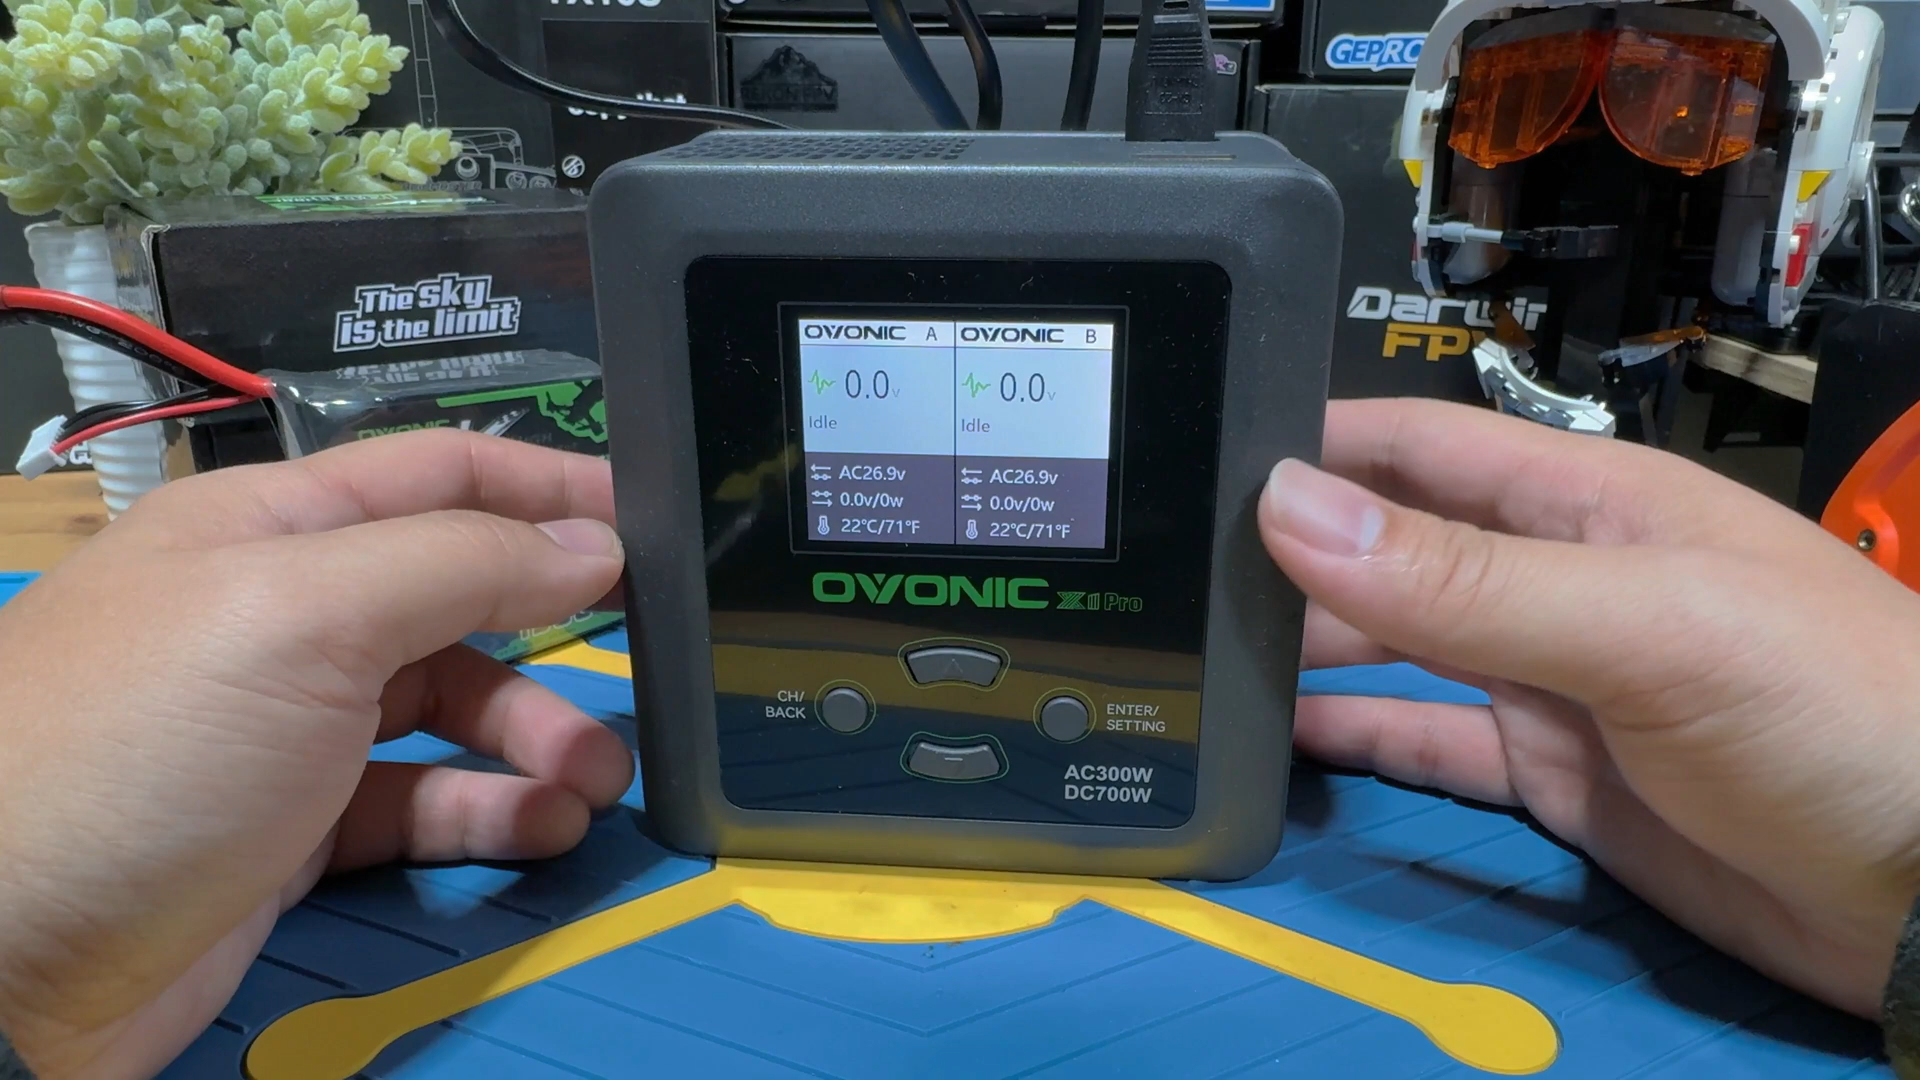 GEPRC
The Sky
is the limit
Darwin
FPV
OVONIC A
0.0v
Idle
AC26.9v
0.0v/0w
22°C/71°F
OVONIC B
0.0v
Idle
AC26.9v
0.0v/0w
22°C/71°F
OVONIC X1 Pro
CH/
BACK
ENTER/
SETTING
AC300W
DC700W
OVONIC